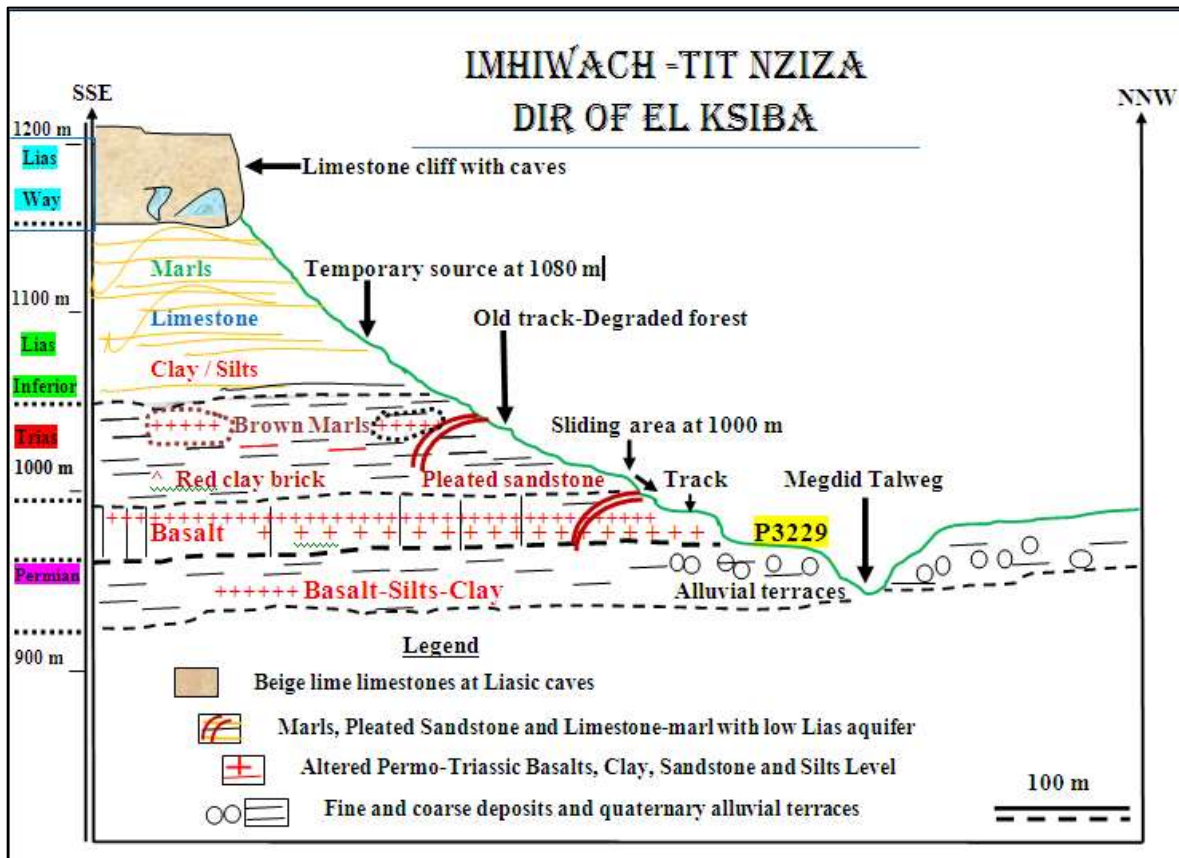 IMHIWACH -TIT NZIZA
DIR OF EL KSIBA
SSE
NNW
1200 m
Lias
Way
Limestone cliff with caves
Marls
Temporary source at 1080 m
1100 m
Limestone
Old track-Degraded forest
Lias
Clay / Silts
Inferior
Brown Marls
Sliding area at 1000 m
Trias
1000 m
^ Red clay brick
Pleated sandstone
Track
Megdid Talweg
Basalt
P3229
Permian
Basalt-Silts-Clay
Alluvial terraces
900 m
Legend
Beige lime limestones at Liasic caves
Marls, Pleated Sandstone and Limestone-marl with low Lias aquifer
Altered Permo-Triassic Basalts, Clay, Sandstone and Silts Level
Fine and coarse deposits and quaternary alluvial terraces
100 m